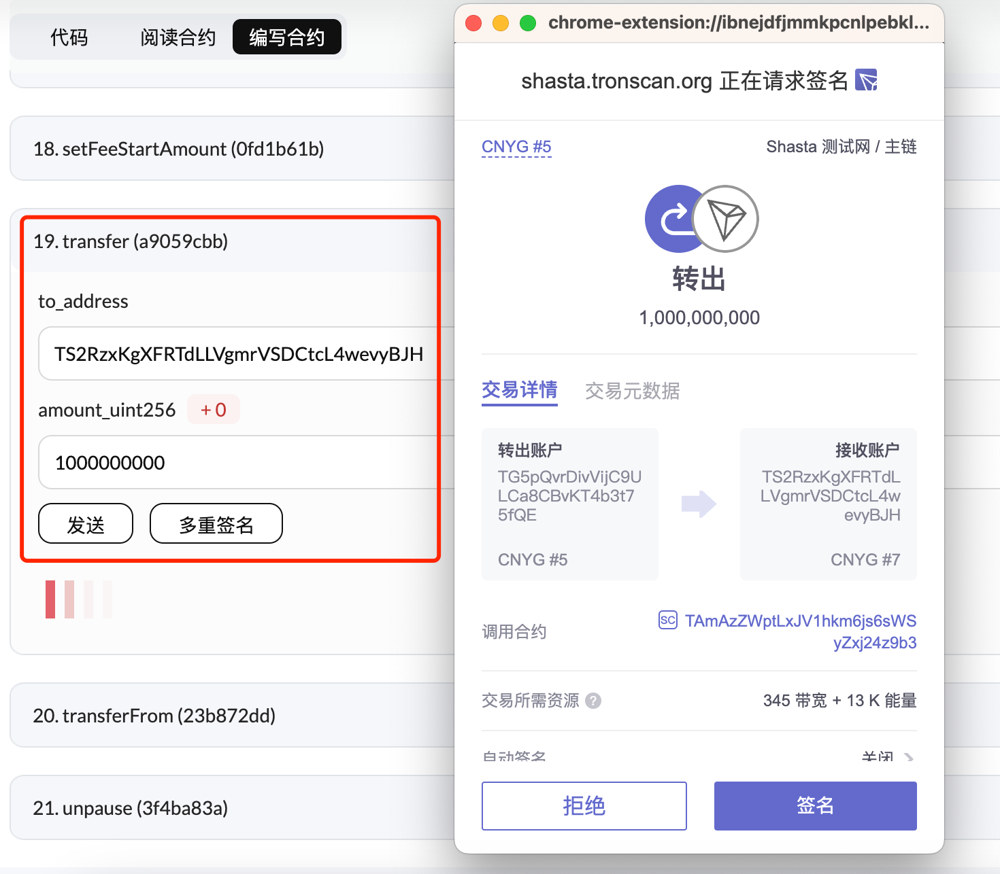 代码
阅读合约
编写合约
18. setFeeStartAmount (0fd1b61b)
19. transfer (a9059cbb)
to_address
TS2RzxKgXFRTdLLVgmrVSDCtcL4wevyBJH
amount_uint256
+ 0
1000000000
发送
多重签名
20. transferFrom (23b872dd)
21. unpause (3f4ba83a)
chrome-extension://ibnejdfjmmkpcnlpebkl...
shasta.tronscan.org 正在请求签名
CNYG #5
Shasta 测试网 / 主链
转出
1,000,000,000
交易详情
交易元数据
转出账户
TG5pQvrDivVijC9U
LCa8CBvKT4b3t7
5fQE
CNYG #5
接收账户
TS2RzxKgXFRTdL
LVgmrVSDCtcL4w
evyBJH
CNYG #7
调用合约
SC
TAmAzZWptLxJV1hkm6js6sWS
yZxj24z9b3
交易所需资源 ?
345 带宽 + 13 K 能量
自动签名
关闭
拒绝
签名